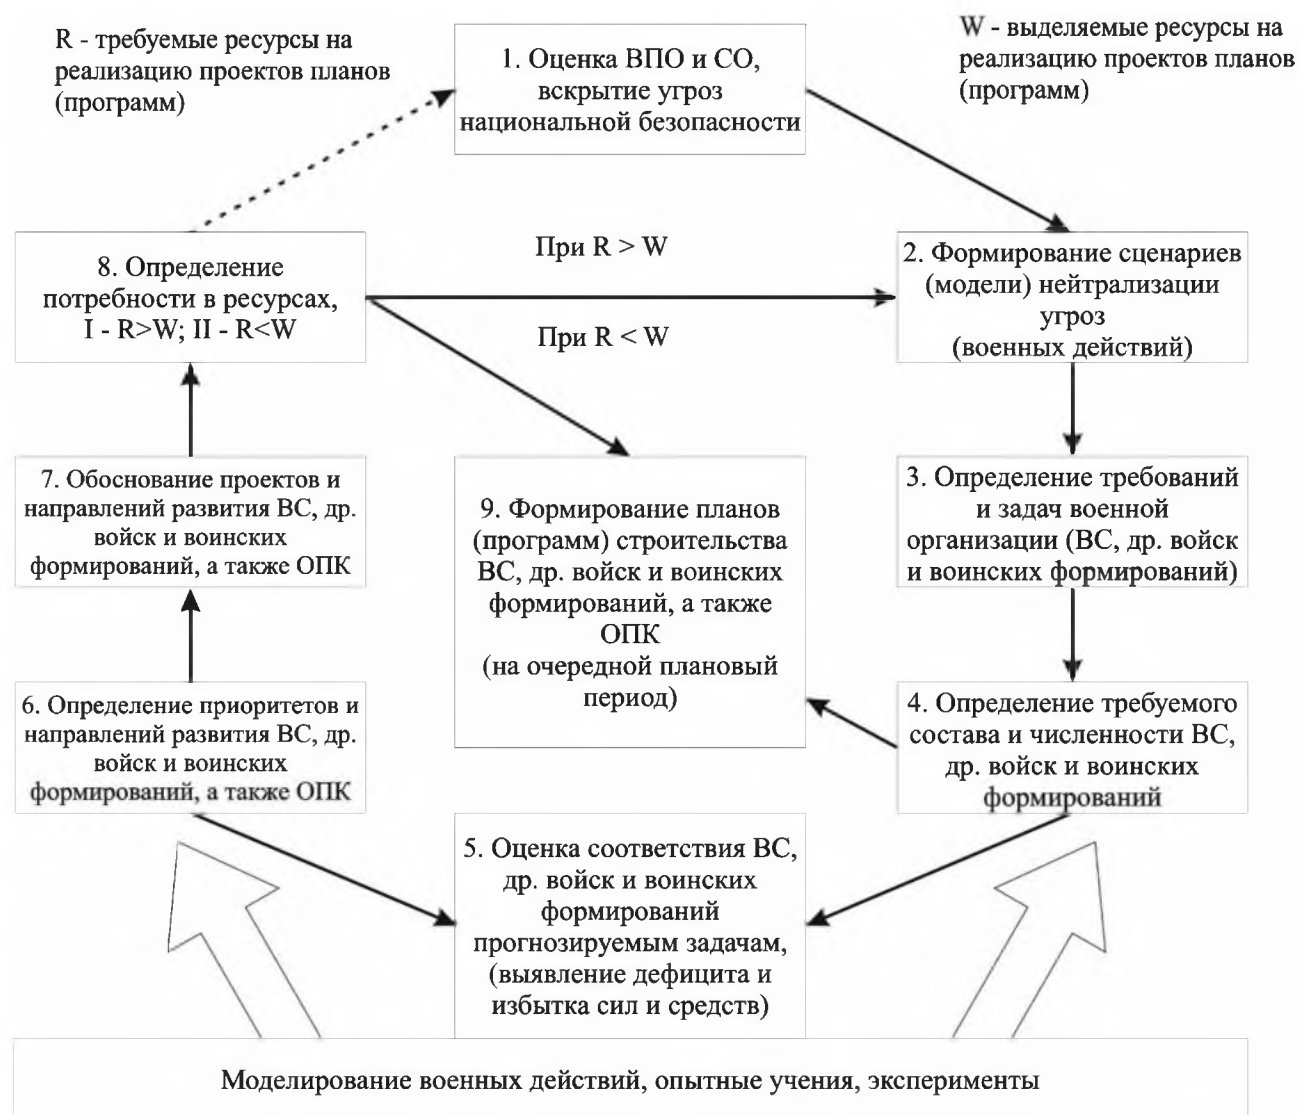 R - требуемые ресурсы на
реализацию проектов планов
(программ)
1. Оценка ВПО и СО,
вскрытие угроз
национальной безопасности
W - выделяемые ресурсы на
реализацию проектов планов
(программ)
8. Определение
потребности в ресурсах,
I - R>W; II - R<W
При R > W
При R < W
2. Формирование сценариев
(модели) нейтрализации
угроз
(военных действий)
7. Обоснование проектов и
направлений развития ВС, др.
войск и воинских
формирований, а также ОПК
9. Формирование планов
(программ) строительства
ВС, др. войск и воинских
формирований, а также
ОПК
(на очередной плановый
период)
3. Определение требований
и задач военной
организации (ВС, др. войск
и воинских формирований)
6. Определение приоритетов и
направлений развития ВС, др.
войск и воинских
формирований, а также ОПК
4. Определение требуемого
состава и численности ВС,
др. войск и воинских
формирований
5. Оценка соответствия ВС,
др. войск и воинских
формирований
прогнозируемым задачам,
(выявление дефицита и
избытка сил и средств)
Моделирование военных действий, опытные учения, эксперименты